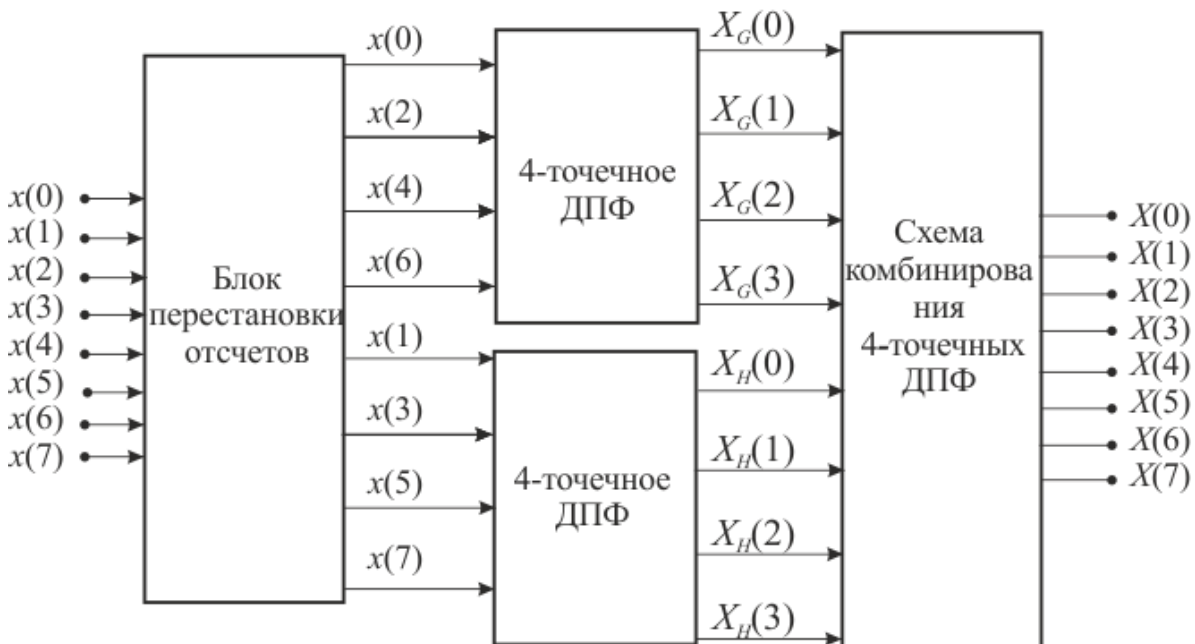 x(0)
x(1)
x(2)
x(3)
x(4)
x(5)
x(6)
x(7)
Блок
перестановки
отсчетов
x(0)
x(2)
x(4)
x(6)
x(1)
x(3)
x(5)
x(7)
4-точечное
ДПФ
4-точечное
ДПФ
X_G(0)
X_G(1)
X_G(2)
X_G(3)
X_H(0)
X_H(1)
X_H(2)
X_H(3)
Схема
комбинирова
ния
4-точечных
ДПФ
X(0)
X(1)
X(2)
X(3)
X(4)
X(5)
X(6)
X(7)